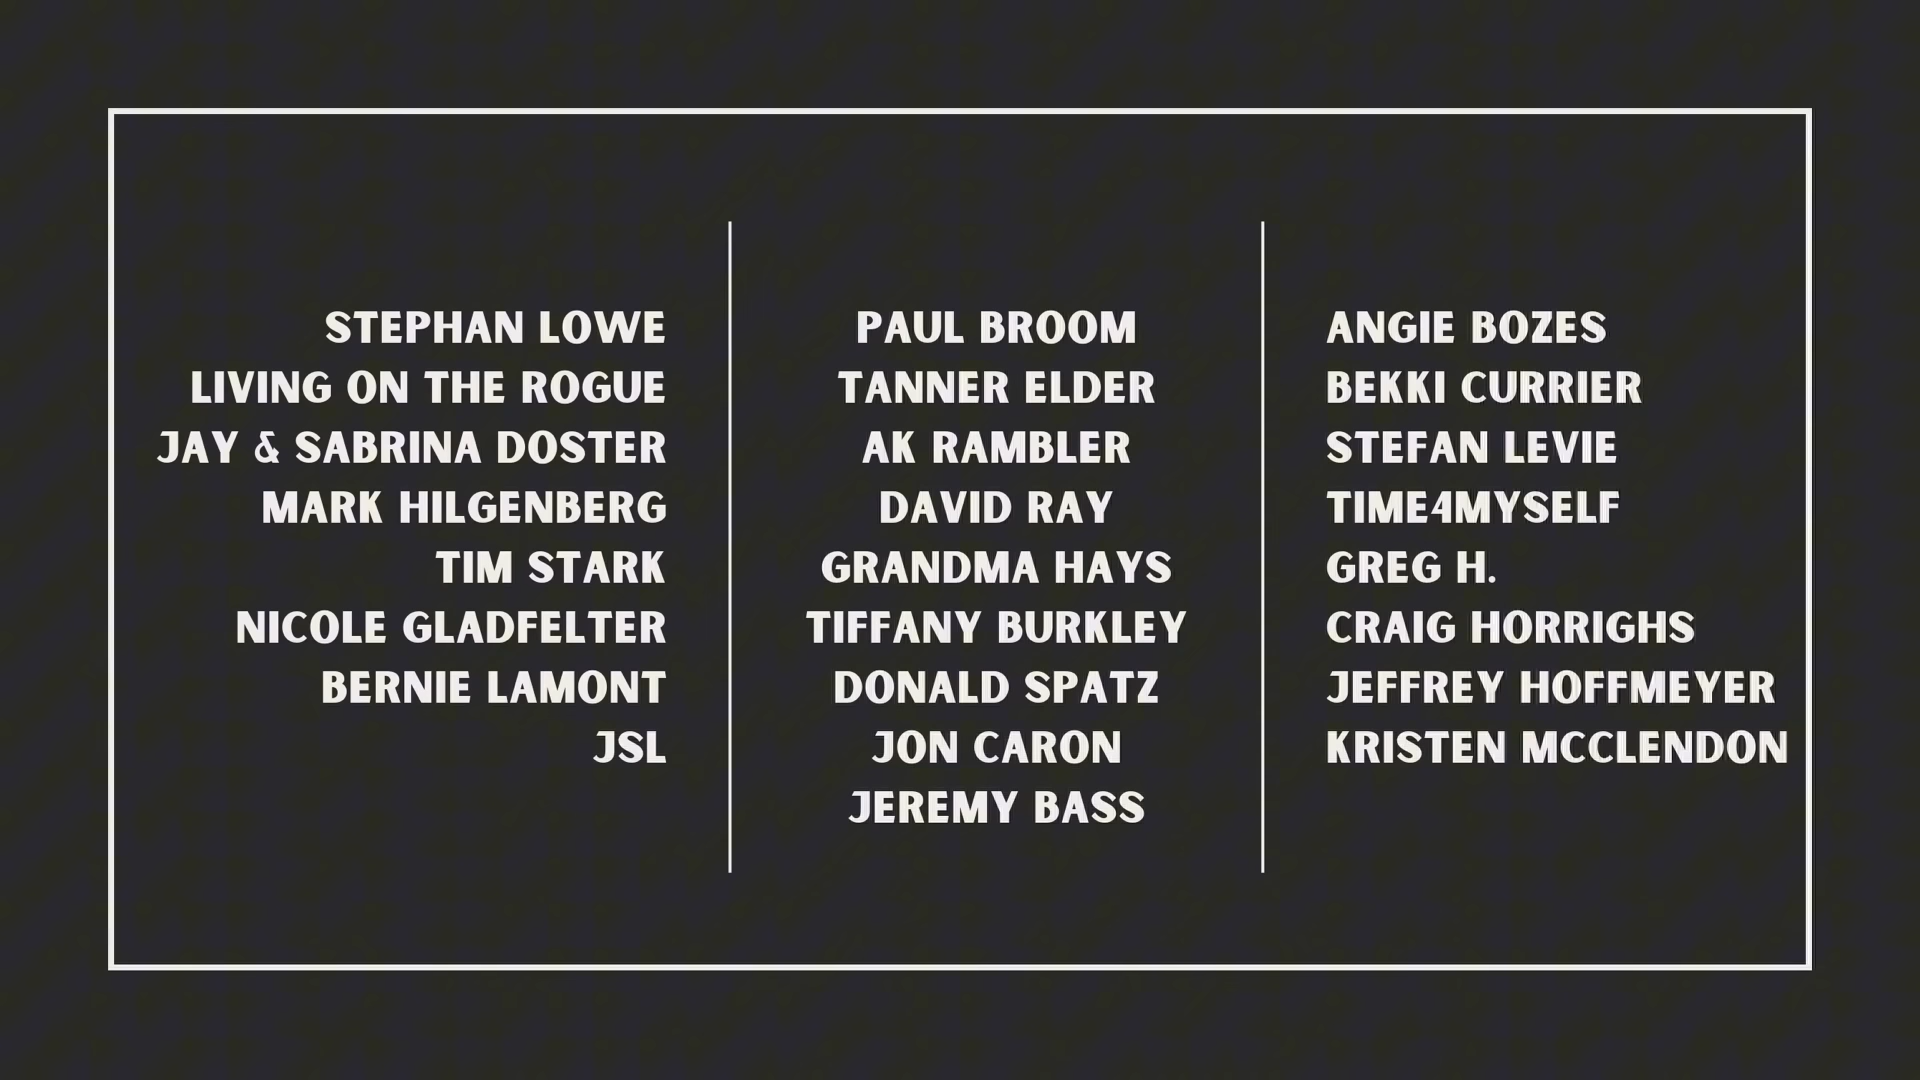 STEPHAN LOWE
LIVING ON THE ROGUE
JAY & SABRINA DOSTER
MARK HILGENBERG
TIM STARK
NICOLE GLADFELTER
BERNIE LAMONT
JSL
PAUL BROOM
TANNER ELDER
AK RAMBLER
DAVID RAY
GRANDMA HAYS
TIFFANY BURKLEY
DONALD SPATZ
JON CARON
JEREMY BASS
ANGIE BOZES
BEKKI CURRIER
STEFAN LEVIE
TIME4MYSELF
GREG H.
CRAIG HORRIGHS
JEFFREY HOFFMEYER
KRISTEN MCCLENDON